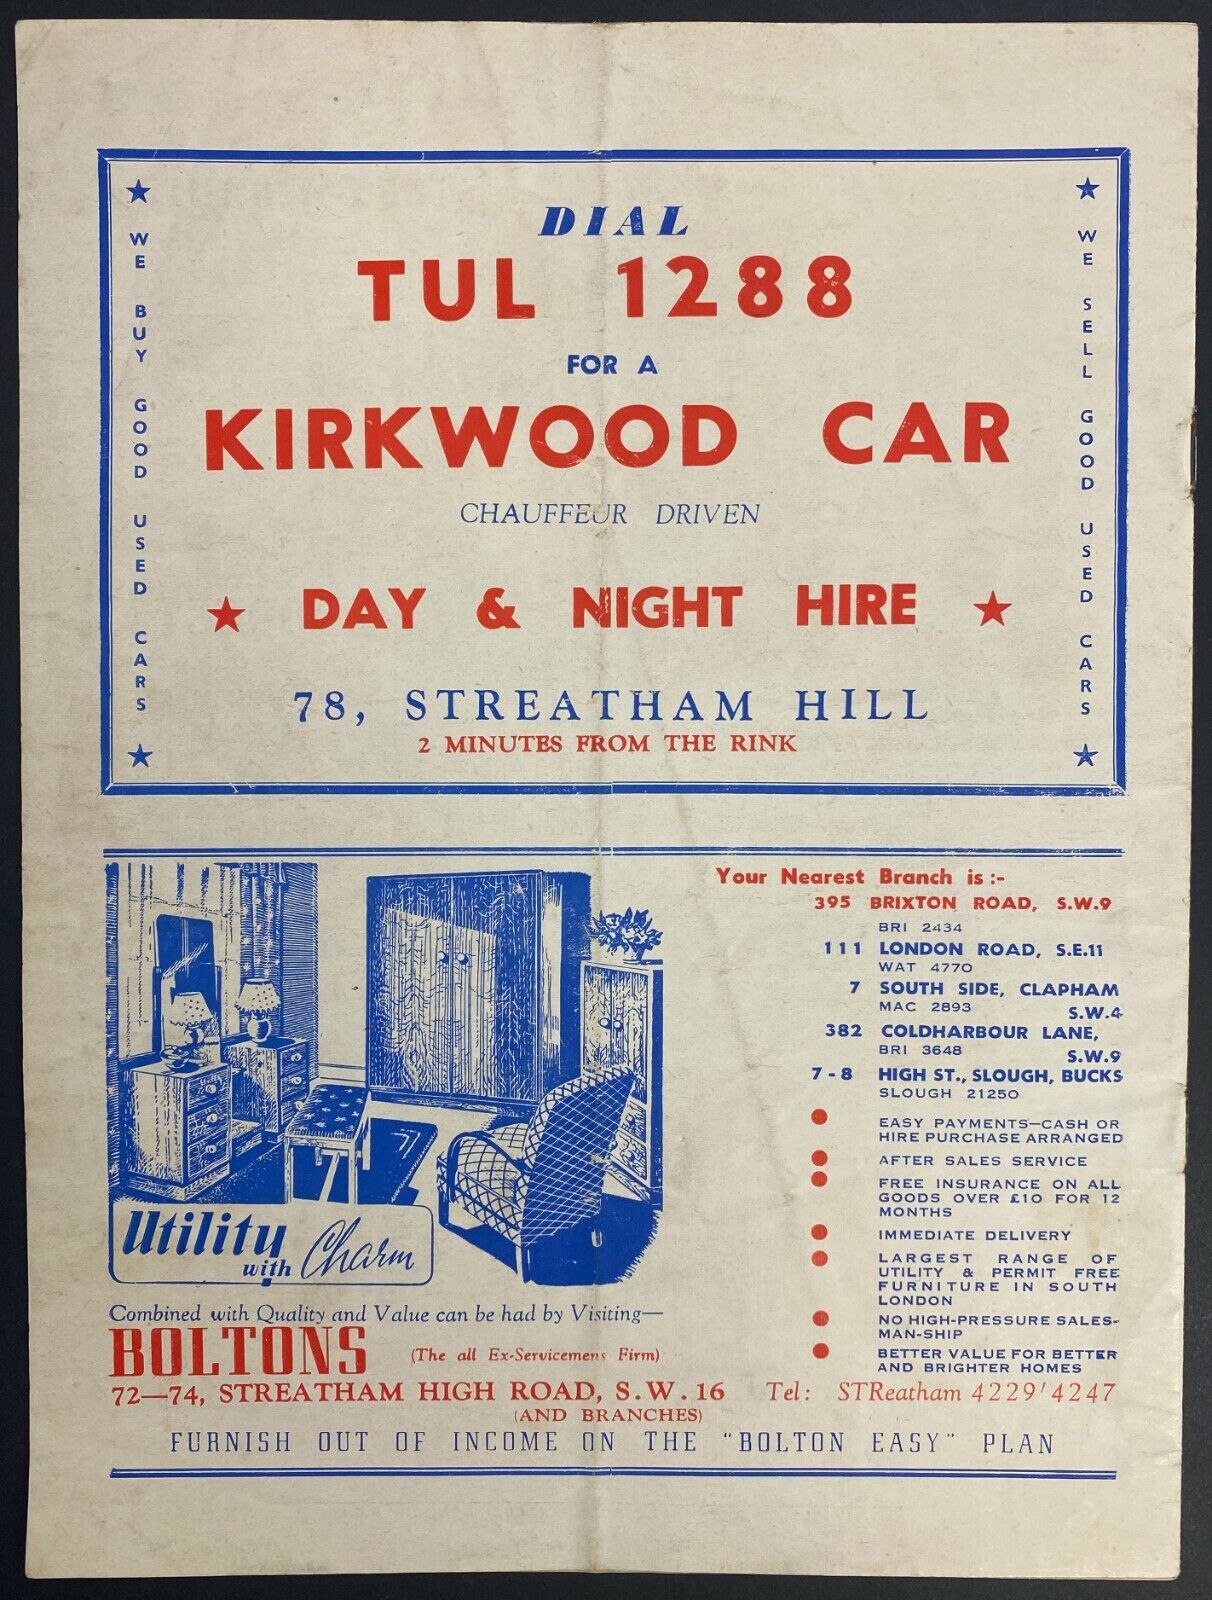 DIAL
TUL 1288
FOR A
KIRKWOOD CAR
CHAUFFEUR DRIVEN
★ DAY & NIGHT HIRE ★
78, STREATHAM HILL
2 MINUTES FROM THE RINK
★ WE BUY GOOD USED CARS ★
★ WE SELL GOOD USED CARS ★
Utility
with Charm
Combined with Quality and Value can be had by Visiting—
BOLTONS (The all Ex-Servicemens Firm)
Your Nearest Branch is :-
395 BRIXTON ROAD, S.W.9
BRI 2434
111 LONDON ROAD, S.E.11
WAT 4770
7 SOUTH SIDE, CLAPHAM
MAC 2893 S.W.4
382 COLDHARBOUR LANE,
BRI 3648 S.W.9
7-8 HIGH ST., SLOUGH, BUCKS
SLOUGH 21250
● EASY PAYMENTS—CASH OR
HIRE PURCHASE ARRANGED
● AFTER SALES SERVICE
● FREE INSURANCE ON ALL
GOODS OVER £10 FOR 12
MONTHS
● IMMEDIATE DELIVERY
● LARGEST RANGE OF
UTILITY & PERMIT FREE
FURNITURE IN SOUTH
LONDON
● NO HIGH-PRESSURE SALES-
MAN-SHIP
● BETTER VALUE FOR BETTER
AND BRIGHTER HOMES
72—74, STREATHAM HIGH ROAD, S.W.16 Tel: STReatham 4229'4247
(AND BRANCHES)
FURNISH OUT OF INCOME ON THE "BOLTON EASY" PLAN